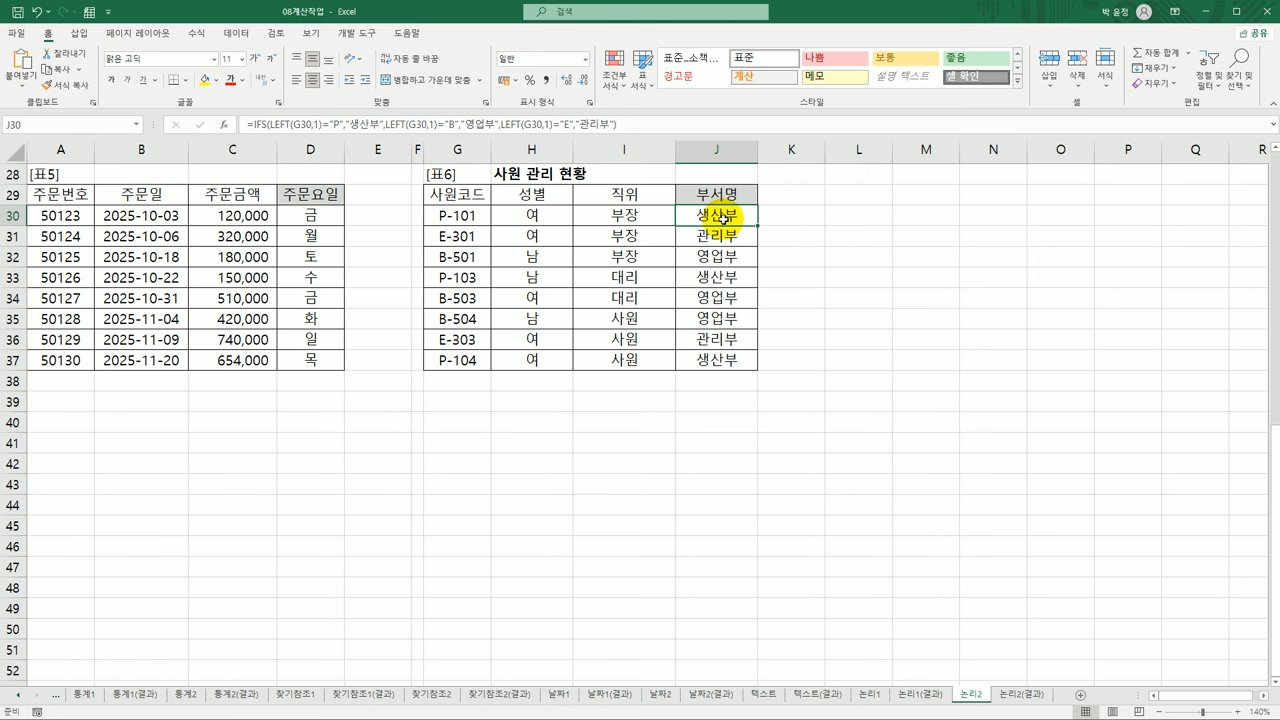 08계산작업 - Excel
검색
박 윤정
파일 홈 삽입 페이지 레이아웃 수식 데이터 검토 보기 개발 도구 도움말
공유
붙여넣기
잘라내기
복사
서식 복사
클립보드
맑은 고딕 11
가 가 가
글꼴
자동 줄 바꿈
병합하고 가운데 맞춤
맞춤
일반
표시 형식
조건부 서식
표 서식
표준_소책... 표준 나쁨 보통 좋음
경고문 계산 메모 설명 텍스트 셀 확인
스타일
삽입 삭제 서식
셀
자동 합계
채우기
지우기
정렬 및 필터
찾기 및 선택
편집
J30 =IFS(LEFT(G30,1)="P","생산부",LEFT(G30,1)="B","영업부",LEFT(G30,1)="E","관리부")
A B C D E F G H I J K L M N O P Q R
28 [표5] [표6] 사원 관리 현황
29 주문번호 주문일 주문금액 주문요일 사원코드 성별 직위 부서명
30 50123 2025-10-03 120,000 금 P-101 여 부장 생산부
31 50124 2025-10-06 320,000 월 E-301 여 부장 관리부
32 50125 2025-10-18 180,000 토 B-501 남 부장 영업부
33 50126 2025-10-22 150,000 수 P-103 남 대리 생산부
34 50127 2025-10-31 510,000 금 B-503 여 대리 영업부
35 50128 2025-11-04 420,000 화 B-504 남 사원 영업부
36 50129 2025-11-09 740,000 일 E-303 여 사원 관리부
37 50130 2025-11-20 654,000 목 P-104 여 사원 생산부
38
39
40
41
42
43
44
45
46
47
48
49
50
51
52
... 통계1 통계1(결과) 통계2 통계2(결과) 찾기참조1 찾기참조1(결과) 찾기참조2 찾기참조2(결과) 날짜1 날짜1(결과) 날짜2 날짜2(결과) 텍스트 텍스트(결과) 논리1 논리1(결과) 논리2 논리2(결과)
준비
140%